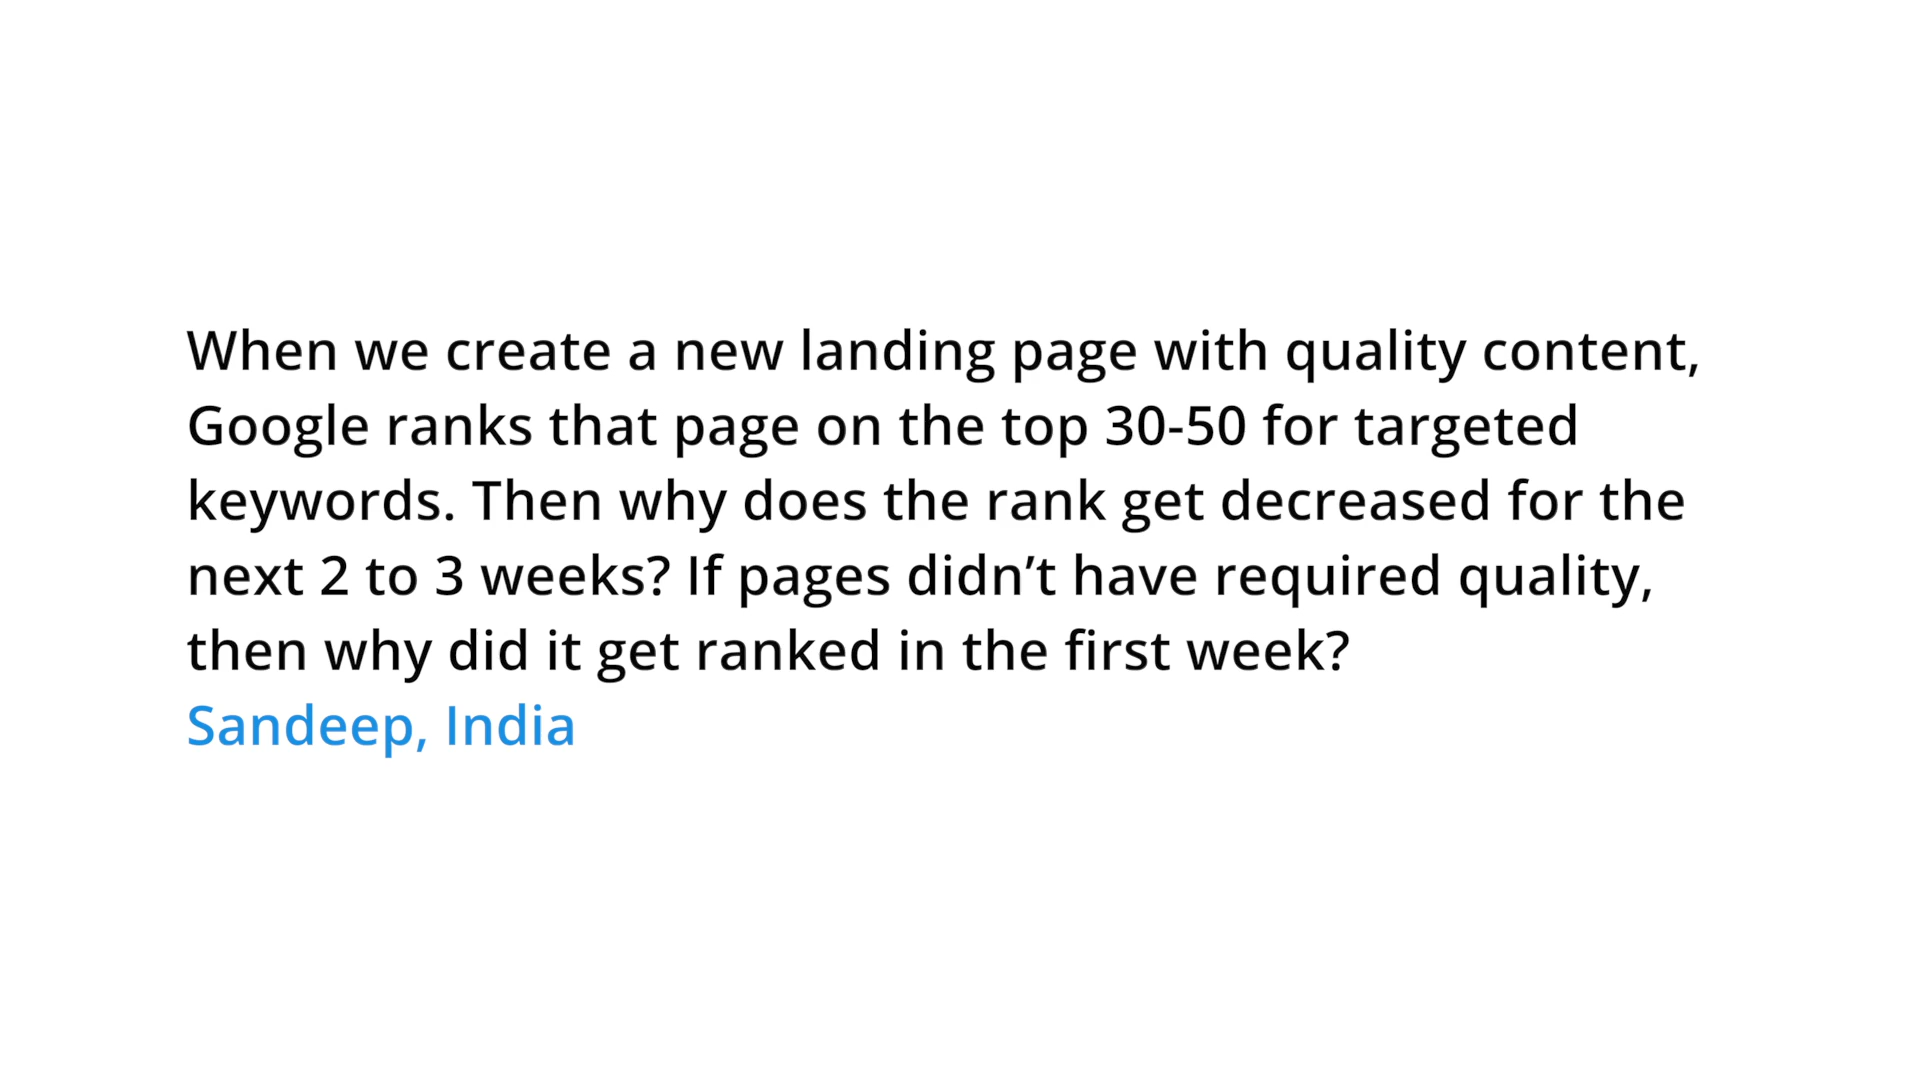 When we create a new landing page with quality content,
Google ranks that page on the top 30-50 for targeted
keywords. Then why does the rank get decreased for the
next 2 to 3 weeks? If pages didn’t have required quality,
then why did it get ranked in the first week?
Sandeep, India